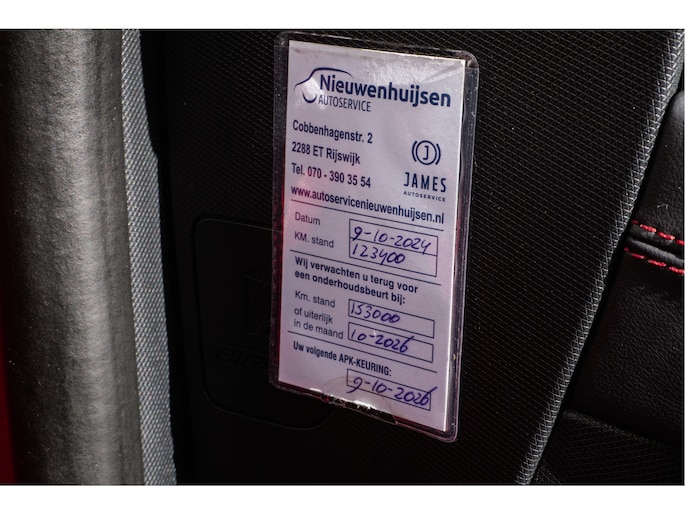 Nieuwenhuijsen
AUTOSERVICE
Cobbenhagenstr. 2
2288 ET Rijswijk
Tel. 070 - 390 35 54
JAMES
AUTOSERVICE
www.autoservicenieuwenhuijsen.nl
Datum 9-10-2024
KM. stand 123400
Wij verwachten u terug voor
een onderhoudsbeurt bij:
Km. stand 153000
of uiterlijk
in de maand 10-2026
Uw volgende APK-KEURING:
9-10-2026